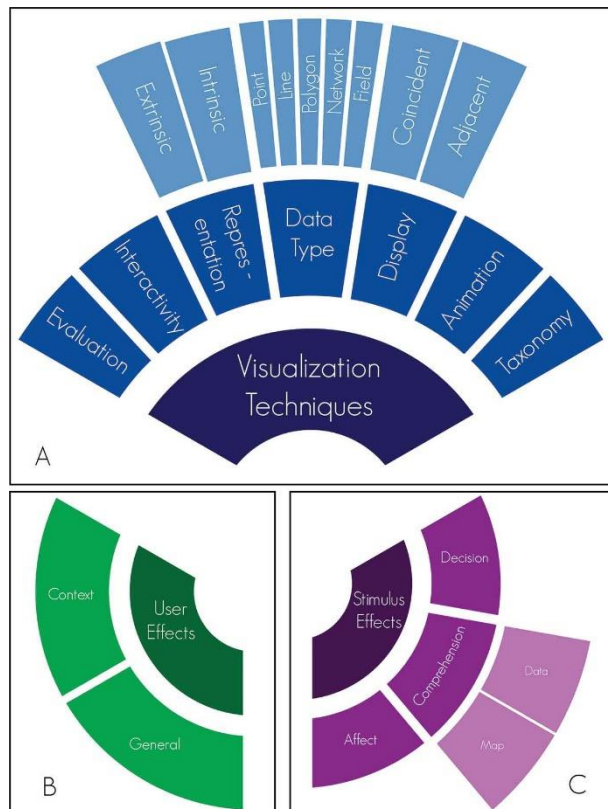 Extrinsic
Intrinsic
Point
Line
Polygon
Network
Field
Coincident
Adjacent
Evaluation
Interactivity
Repres -
entation
Data
Type
Display
Animation
Taxonomy
Visualization
Techniques
A
Context
User
Effects
General
B
Decision
Stimulus
Effects
Comprehension
Data
Affect
Map
C